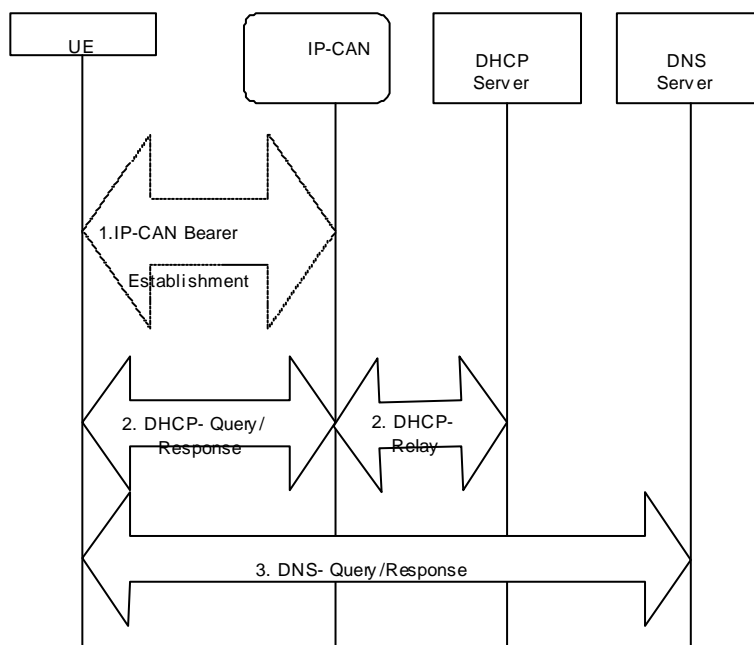 UE
IP-CAN
DHCP
Server
DNS
Server
1.IP-CAN Bearer
Establishment
2. DHCP- Query/
Response
2. DHCP-
Relay
3. DNS- Query/Response